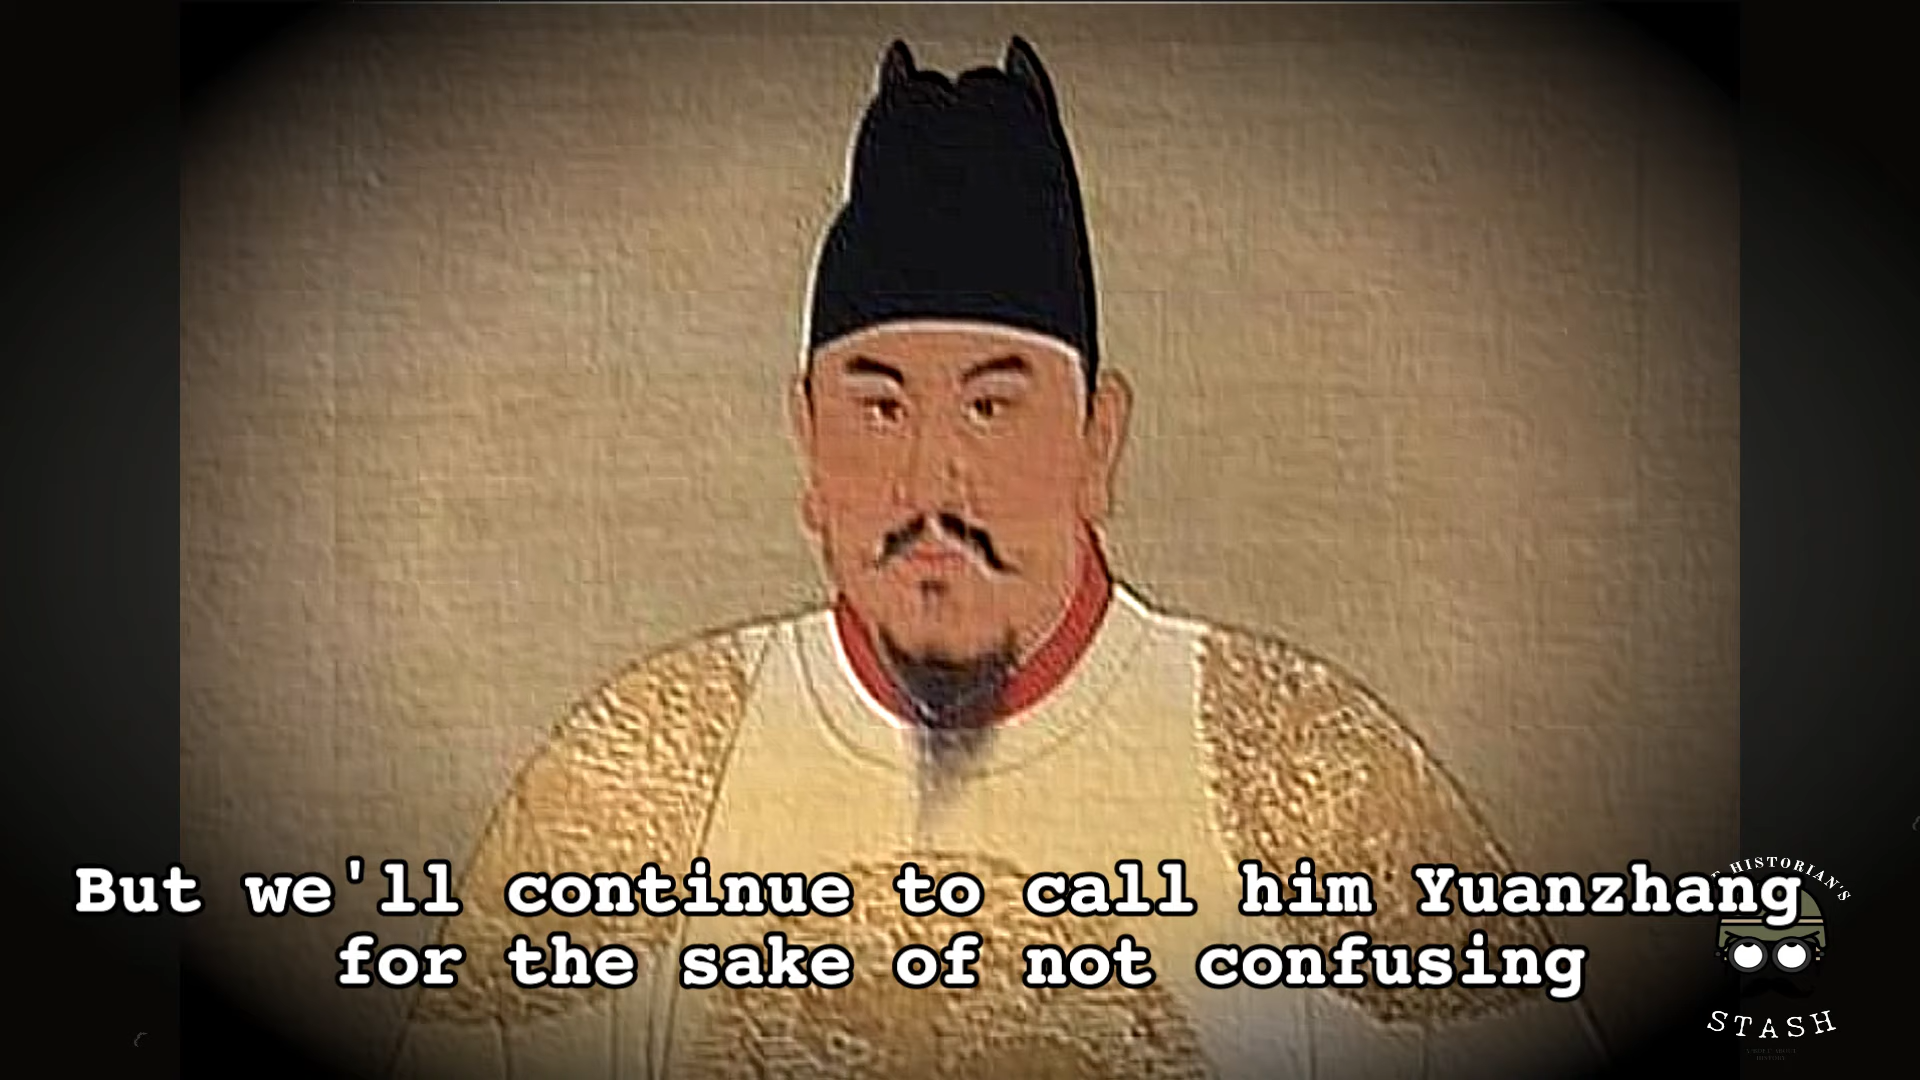 But we'll continue to call him Yuanzhang
for the sake of not confusing
HISTORIAN'S
STASH